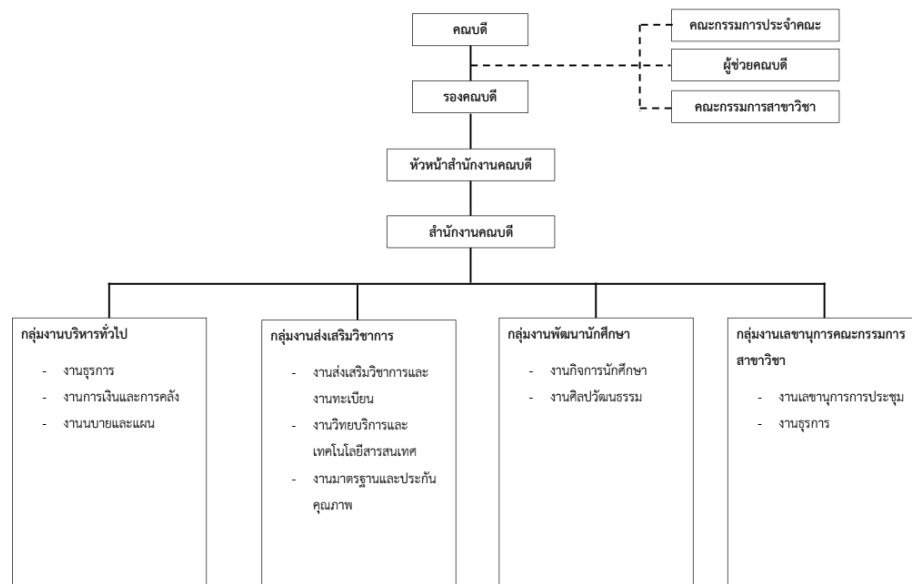 คณบดี
คณะกรรมการประจำคณะ
ผู้ช่วยคณบดี
รองคณบดี
คณะกรรมการสาขาวิชา
หัวหน้าสำนักงานคณบดี
สำนักงานคณบดี
กลุ่มงานบริหารทั่วไป
- งานธุรการ
- งานการเงินและการคลัง
- งานนบายและแผน
กลุ่มงานส่งเสริมวิชาการ
- งานส่งเสริมวิชาการและ
งานทะเบียน
- งานวิทยบริการและ
เทคโนโลยีสารสนเทศ
- งานมาตรฐานและประกัน
คุณภาพ
กลุ่มงานพัฒนานักศึกษา
- งานกิจการนักศึกษา
- งานศิลปวัฒนธรรม
กลุ่มงานเลขานุการคณะกรรมการ
สาขาวิชา
- งานเลขานุการการประชุม
- งานธุรการ